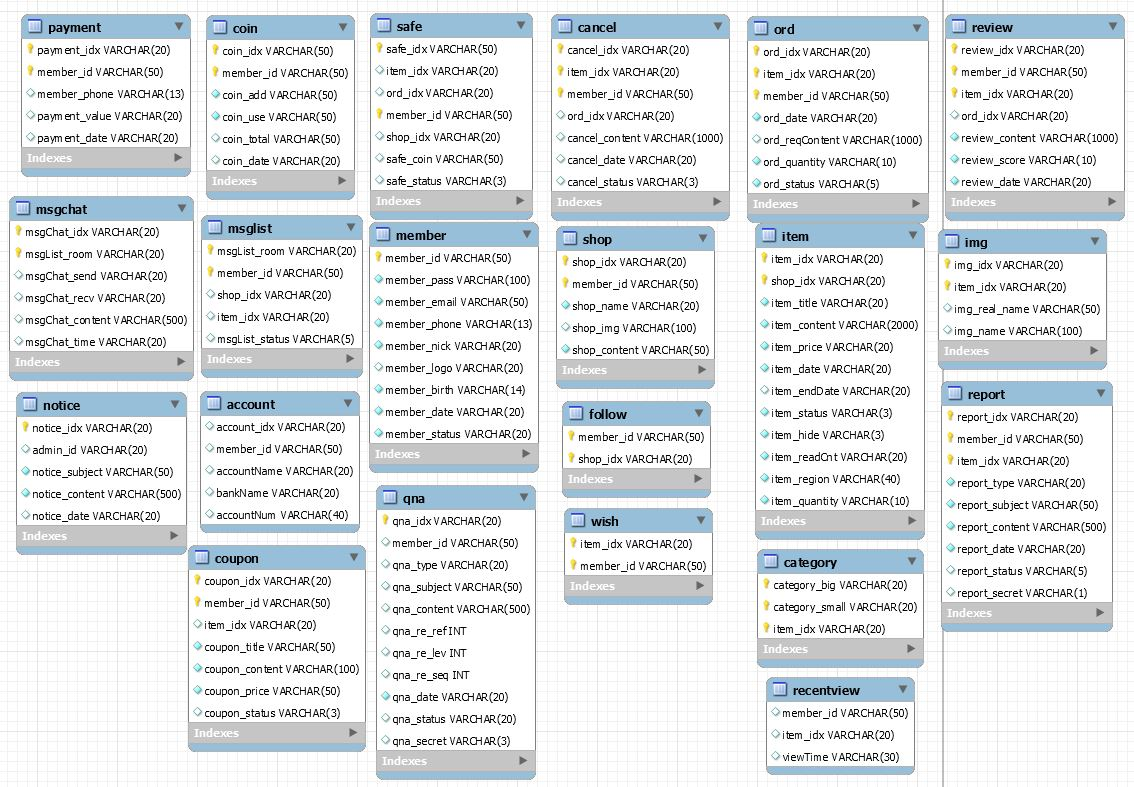 payment
payment_idx VARCHAR(20)
member_id VARCHAR(50)
member_phone VARCHAR(13)
payment_value VARCHAR(20)
payment_date VARCHAR(20)
Indexes
coin
coin_idx VARCHAR(50)
member_id VARCHAR(50)
coin_add VARCHAR(50)
coin_use VARCHAR(50)
coin_total VARCHAR(50)
coin_date VARCHAR(20)
Indexes
safe
safe_idx VARCHAR(50)
item_idx VARCHAR(20)
ord_idx VARCHAR(20)
member_id VARCHAR(50)
shop_idx VARCHAR(20)
safe_coin VARCHAR(50)
safe_status VARCHAR(3)
Indexes
cancel
cancel_idx VARCHAR(20)
item_idx VARCHAR(20)
member_id VARCHAR(50)
ord_idx VARCHAR(20)
cancel_content VARCHAR(1000)
cancel_date VARCHAR(20)
cancel_status VARCHAR(3)
Indexes
ord
ord_idx VARCHAR(20)
item_idx VARCHAR(20)
member_id VARCHAR(50)
ord_date VARCHAR(20)
ord_reqContent VARCHAR(1000)
ord_quantity VARCHAR(10)
ord_status VARCHAR(5)
Indexes
review
review_idx VARCHAR(20)
member_id VARCHAR(50)
item_idx VARCHAR(20)
ord_idx VARCHAR(20)
review_content VARCHAR(1000)
review_score VARCHAR(10)
review_date VARCHAR(20)
Indexes
msgchat
msgChat_idx VARCHAR(20)
msgList_room VARCHAR(20)
msgChat_send VARCHAR(20)
msgChat_recv VARCHAR(20)
msgChat_content VARCHAR(500)
msgChat_time VARCHAR(20)
Indexes
msglist
msgList_room VARCHAR(20)
member_id VARCHAR(50)
shop_idx VARCHAR(20)
item_idx VARCHAR(20)
msgList_status VARCHAR(5)
Indexes
member
member_id VARCHAR(50)
member_pass VARCHAR(100)
member_email VARCHAR(50)
member_phone VARCHAR(13)
member_nick VARCHAR(20)
member_logo VARCHAR(20)
member_birth VARCHAR(14)
member_date VARCHAR(20)
member_status VARCHAR(20)
Indexes
shop
shop_idx VARCHAR(20)
member_id VARCHAR(50)
shop_name VARCHAR(20)
shop_img VARCHAR(100)
shop_content VARCHAR(50)
Indexes
item
item_idx VARCHAR(20)
shop_idx VARCHAR(20)
item_title VARCHAR(20)
item_content VARCHAR(2000)
item_price VARCHAR(20)
item_date VARCHAR(20)
item_endDate VARCHAR(20)
item_status VARCHAR(3)
item_hide VARCHAR(3)
item_readCnt VARCHAR(20)
item_region VARCHAR(40)
item_quantity VARCHAR(10)
Indexes
img
img_idx VARCHAR(20)
item_idx VARCHAR(20)
img_real_name VARCHAR(50)
img_name VARCHAR(100)
Indexes
notice
notice_idx VARCHAR(20)
admin_id VARCHAR(20)
notice_subject VARCHAR(50)
notice_content VARCHAR(500)
notice_date VARCHAR(20)
Indexes
account
account_idx VARCHAR(20)
member_id VARCHAR(50)
accountName VARCHAR(20)
bankName VARCHAR(20)
accountNum VARCHAR(40)
follow
member_id VARCHAR(50)
shop_idx VARCHAR(20)
Indexes
report
report_idx VARCHAR(20)
member_id VARCHAR(50)
item_idx VARCHAR(20)
report_type VARCHAR(20)
report_subject VARCHAR(50)
report_content VARCHAR(500)
report_date VARCHAR(20)
report_status VARCHAR(5)
report_secret VARCHAR(1)
Indexes
coupon
coupon_idx VARCHAR(20)
member_id VARCHAR(50)
item_idx VARCHAR(20)
coupon_title VARCHAR(50)
coupon_content VARCHAR(100)
coupon_price VARCHAR(50)
coupon_status VARCHAR(3)
Indexes
qna
qna_idx VARCHAR(20)
member_id VARCHAR(50)
qna_type VARCHAR(20)
qna_subject VARCHAR(50)
qna_content VARCHAR(500)
qna_re_ref INT
qna_re_lev INT
qna_re_seq INT
qna_date VARCHAR(20)
qna_status VARCHAR(20)
qna_secret VARCHAR(3)
Indexes
wish
item_idx VARCHAR(20)
member_id VARCHAR(50)
Indexes
category
category_big VARCHAR(20)
category_small VARCHAR(20)
item_idx VARCHAR(20)
Indexes
recentview
member_id VARCHAR(50)
item_idx VARCHAR(20)
viewTime VARCHAR(30)